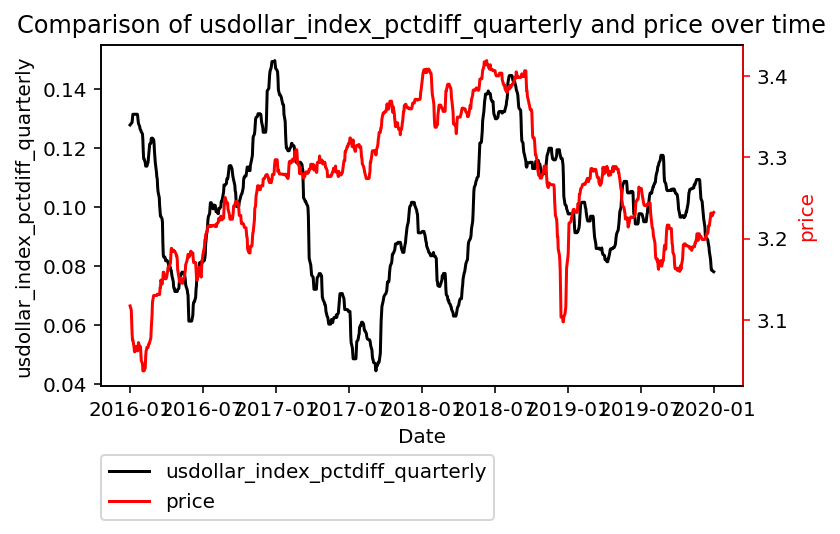 Comparison of usdollar_index_pctdiff_quarterly and price over time
usdollar_index_pctdiff_quarterly
0.14
0.12
0.10
0.08
0.06
0.04
3.4
3.3
3.2
3.1
price
2016-01 2016-07 2017-01 2017-07 2018-01 2018-07 2019-01 2019-07 2020-01
Date
usdollar_index_pctdiff_quarterly
price